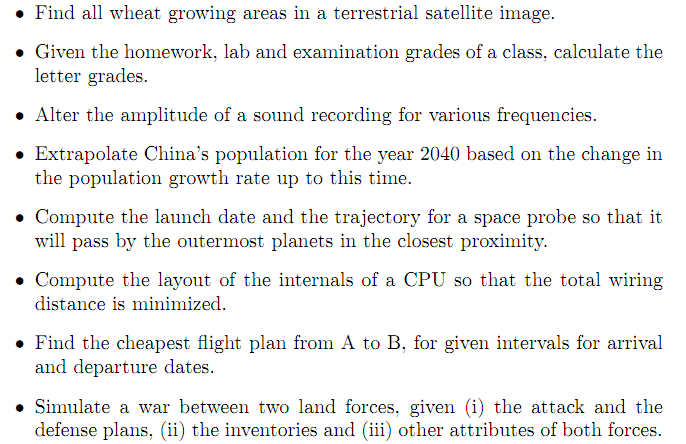 • Find all wheat growing areas in a terrestrial satellite image.
• Given the homework, lab and examination grades of a class, calculate the
letter grades.
• Alter the amplitude of a sound recording for various frequencies.
• Extrapolate China's population for the year 2040 based on the change in
the population growth rate up to this time.
• Compute the launch date and the trajectory for a space probe so that it
will pass by the outermost planets in the closest proximity.
• Compute the layout of the internals of a CPU so that the total wiring
distance is minimized.
• Find the cheapest flight plan from A to B, for given intervals for arrival
and departure dates.
• Simulate a war between two land forces, given (i) the attack and the
defense plans, (ii) the inventories and (iii) other attributes of both forces.